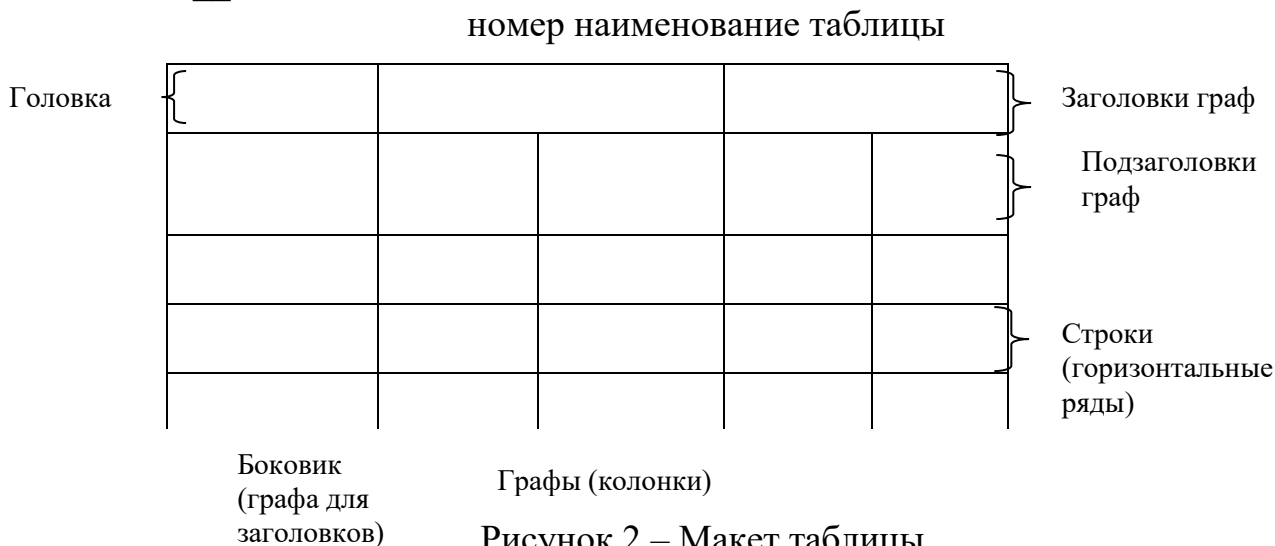 номер наименование таблицы
Головка
Заголовки граф
Подзаголовки
граф
Строки
(горизонтальные
ряды)
Боковик
(графа для
заголовков)
Графы (колонки)
Рисунок 2 – Макет таблицы